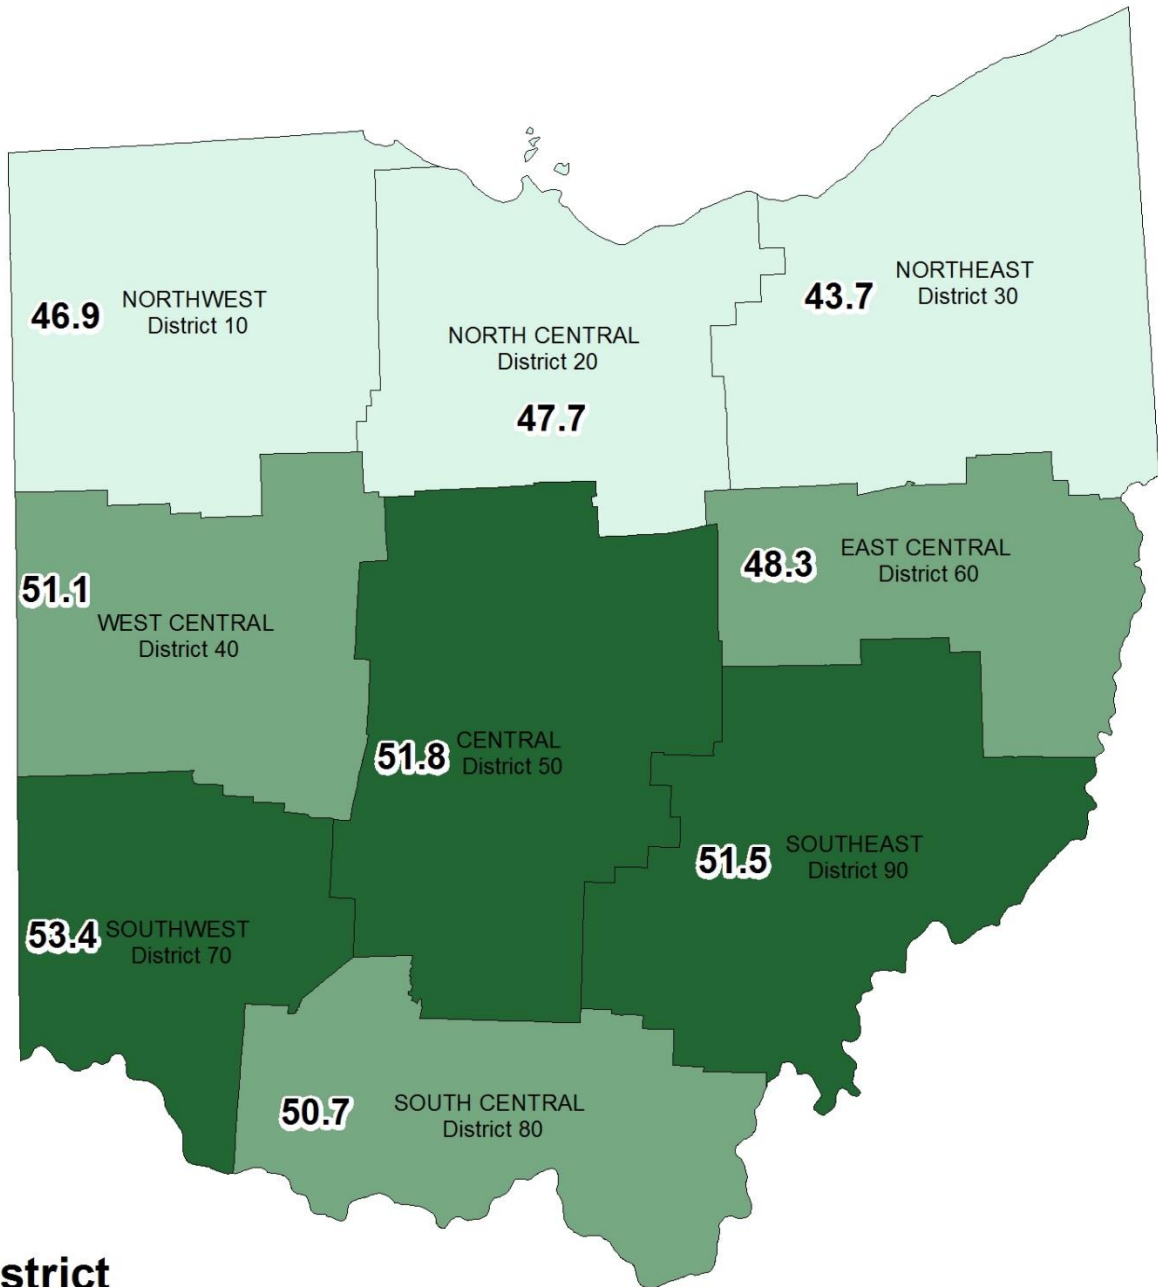 NORTHWEST
District 10
46.9
NORTH CENTRAL
District 20
47.7
NORTHEAST
District 30
43.7
WEST CENTRAL
District 40
51.1
CENTRAL
District 50
51.8
EAST CENTRAL
District 60
48.3
SOUTHWEST
District 70
53.4
SOUTHEAST
District 90
51.5
SOUTH CENTRAL
District 80
50.7
strict